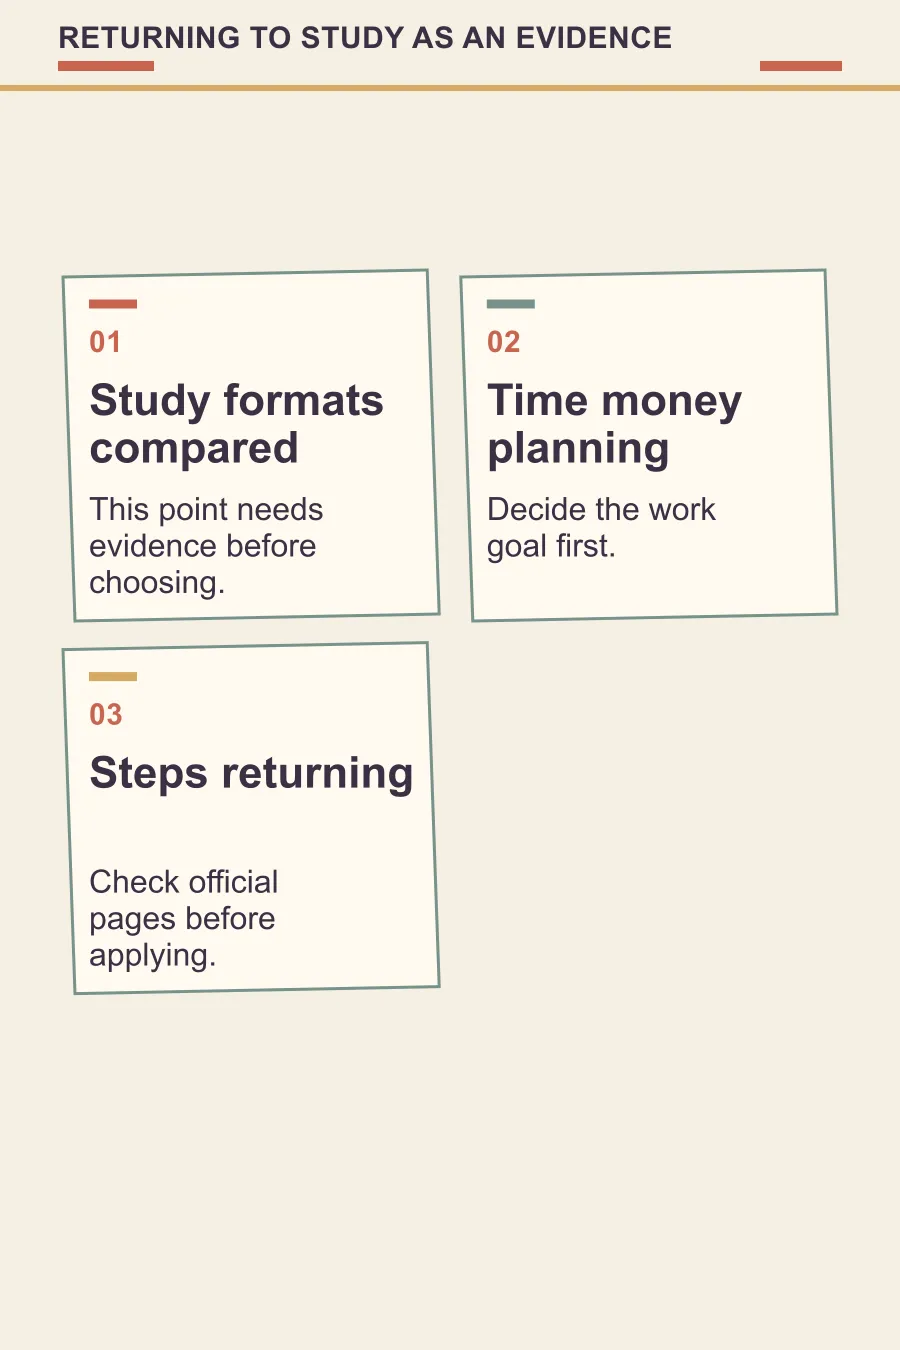 RETURNING TO STUDY AS AN EVIDENCE
01
Study formats
compared
This point needs
evidence before
choosing.
02
Time money
planning
Decide the work
goal first.
03
Steps returning
Check official
pages before
applying.